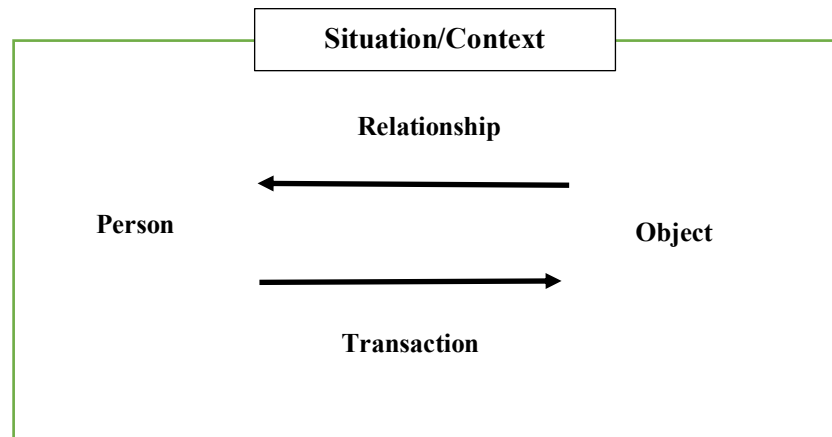 Situation/Context
Relationship
Person
Object
Transaction